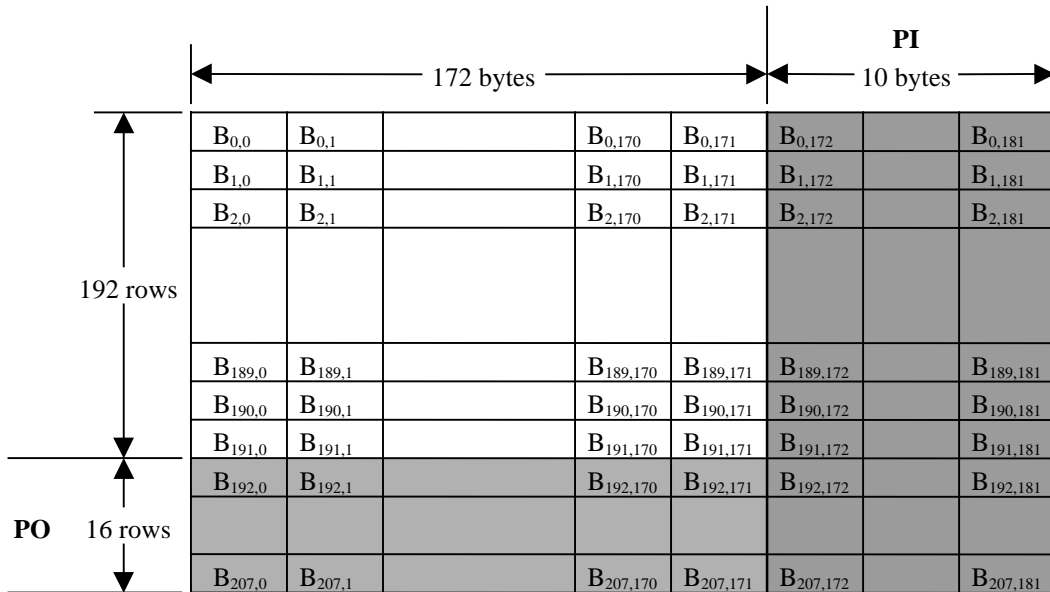 PI
172 bytes 10 bytes
B0,0 B0,1 B0,170 B0,171 B0,172 B0,181
B1,0 B1,1 B1,170 B1,171 B1,172 B1,181
B2,0 B2,1 B2,170 B2,171 B2,172 B2,181
192 rows
B189,0 B189,1 B189,170 B189,171 B189,172 B189,181
B190,0 B190,1 B190,170 B190,171 B190,172 B190,181
B191,0 B191,1 B191,170 B191,171 B191,172 B191,181
B192,0 B192,1 B192,170 B192,171 B192,172 B192,181
PO 16 rows
B207,0 B207,1 B207,170 B207,171 B207,172 B207,181